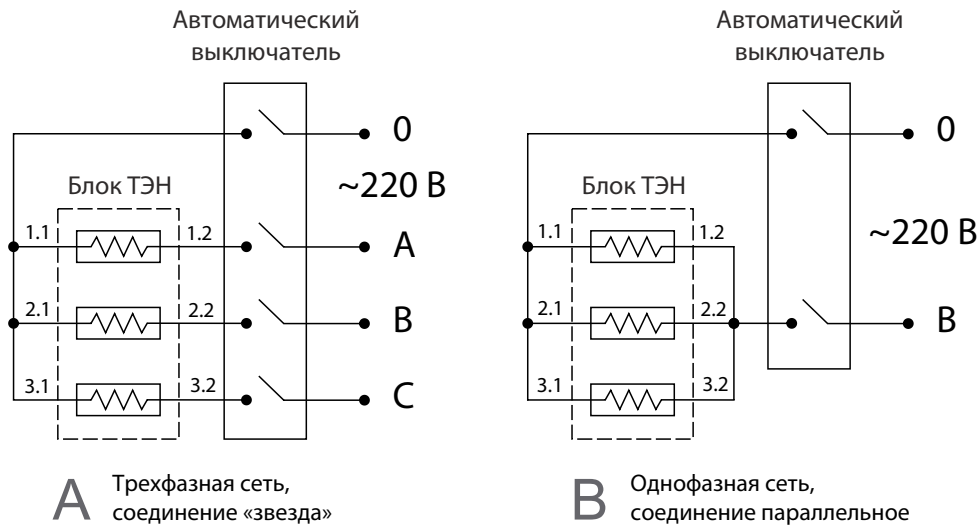 Автоматический
выключатель
0
~220 В
Блок ТЭН
1.1 1.2 A
2.1 2.2 B
3.1 3.2 C
A Трехфазная сеть,
соединение «звезда»
Автоматический
выключатель
0
Блок ТЭН
~220 В
1.1 1.2
2.1 2.2 B
3.1 3.2
B Однофазная сеть,
соединение параллельное